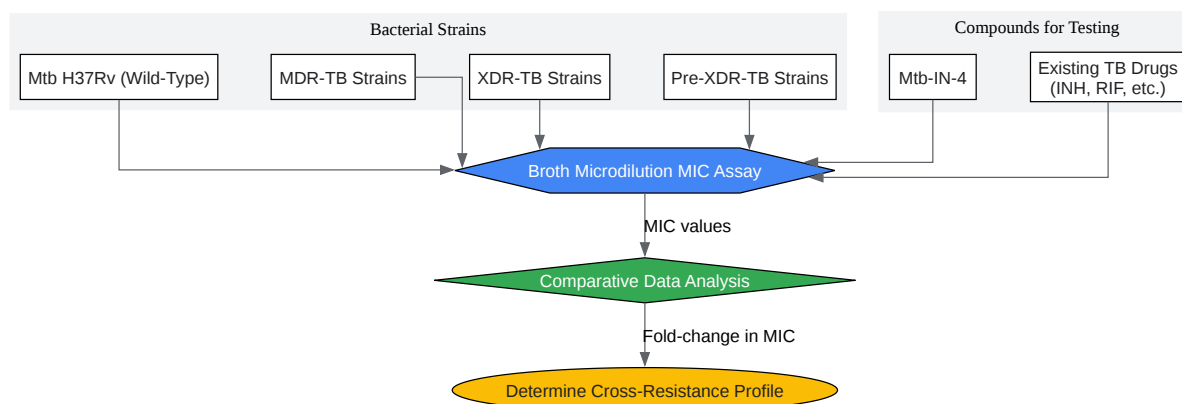 Bacterial Strains
Compounds for Testing
Mtb H37Rv (Wild-Type)
MDR-TB Strains
XDR-TB Strains
Pre-XDR-TB Strains
Mtb-IN-4
Existing TB Drugs
(INH, RIF, etc.)
Broth Microdilution MIC Assay
MIC values
Comparative Data Analysis
Fold-change in MIC
Determine Cross-Resistance Profile